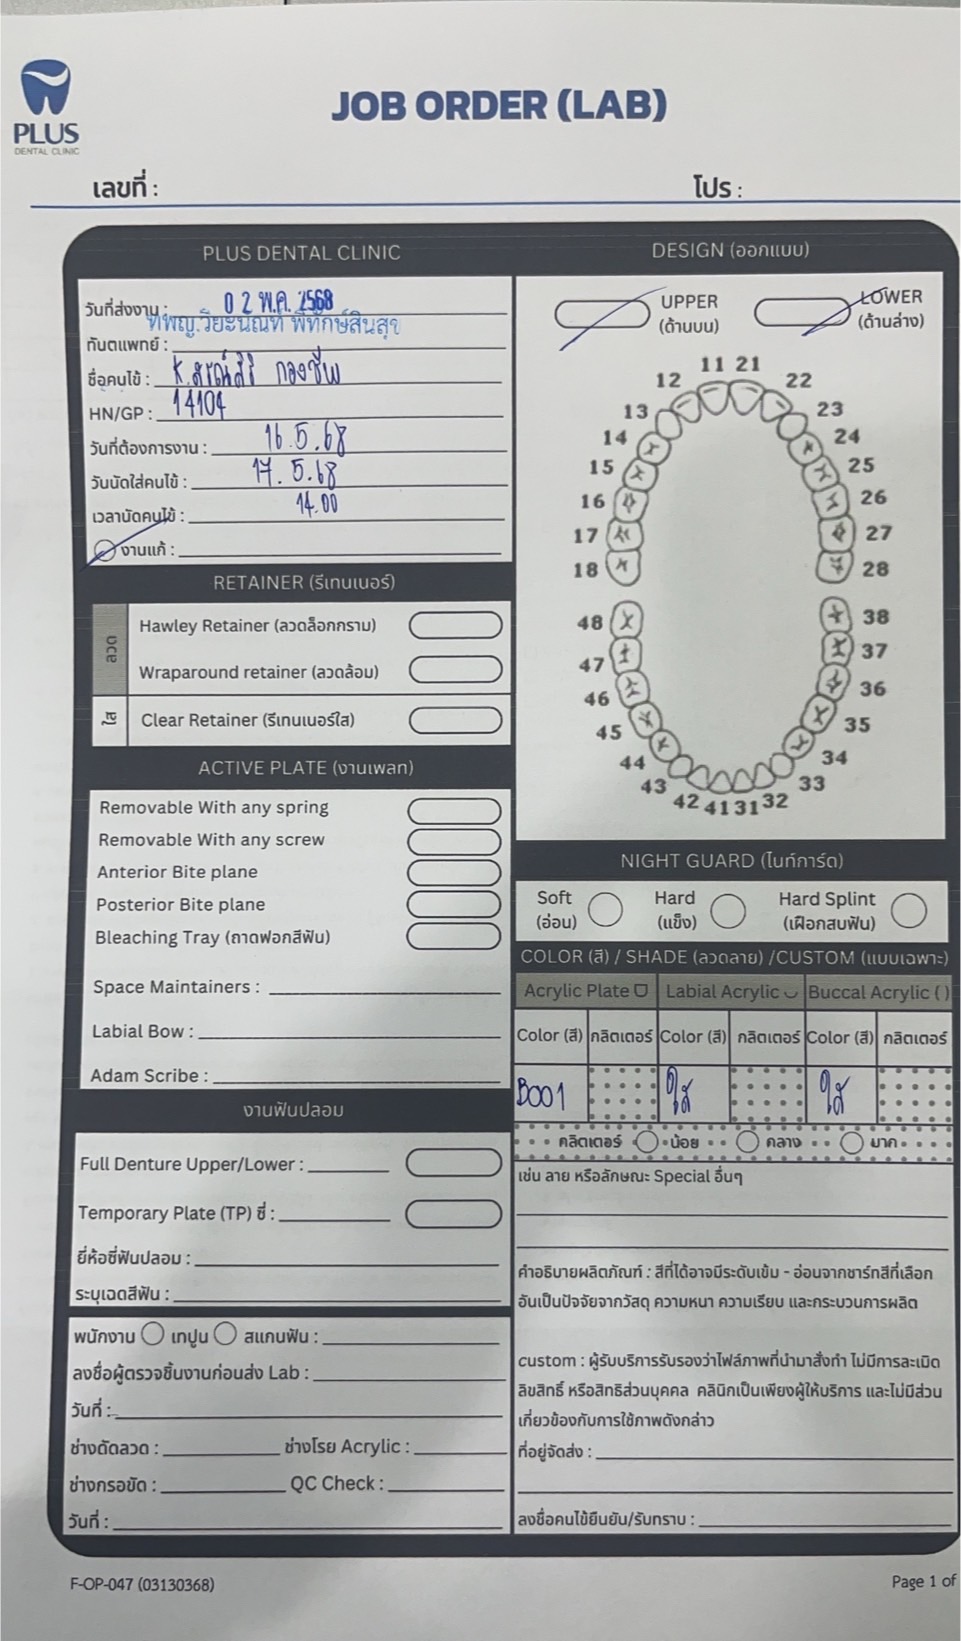 PLUS
DENTAL CLINIC
JOB ORDER (LAB)
เลขที่ :
โปร :
PLUS DENTAL CLINIC
วันที่ส่งงาน : 0 2 พ.ค. 2568
ทพญ.วิยะนันท์ พิทักษ์สินสุข
ทันตแพทย์ :
ชื่อคนไข้ : K.
HN/GP : 14104
วันที่ต้องการงาน : 16.5.68
วันนัดใส่คนไข้ : 17.5.68
เวลานัดคนไข้ : 14.00
งานแก้ :
RETAINER (รีเทนเนอร์)
ลวด
Hawley Retainer (ลวดล็อกกราม)
Wraparound retainer (ลวดล้อม)
ใส
Clear Retainer (รีเทนเนอร์ใส)
ACTIVE PLATE (งานเพลท)
Removable With any spring
Removable With any screw
Anterior Bite plane
Posterior Bite plane
Bleaching Tray (ถาดฟอกสีฟัน)
Space Maintainers :
Labial Bow :
Adam Scribe :
งานฟันปลอม
Full Denture Upper/Lower :
Temporary Plate (TP) ซี่ :
ยี่ห้อซี่ฟันปลอม :
ระบุเฉดสีฟัน :
พนักงาน เทปูน สแกนฟัน :
ลงชื่อผู้ตรวจชิ้นงานก่อนส่ง Lab :
วันที่ :
ช่างดัดลวด : ช่างโรย Acrylic :
ช่างกรอขัด : QC Check :
วันที่ :
DESIGN (ออกแบบ)
UPPER
(ด้านบน)
LOWER
(ด้านล่าง)
11 21
12 22
13 23
14 24
15 25
16 26
17 27
18 28
48 38
47 37
46 36
45 35
44 34
43 33
42 41 31 32
NIGHT GUARD (ไนท์การ์ด)
Soft
(อ่อน)
Hard
(แข็ง)
Hard Splint
(เฝือกสบฟัน)
COLOR (สี) / SHADE (ลวดลาย) /CUSTOM (แบบเฉพาะ)
Acrylic Plate Labial Acrylic Buccal Acrylic ( )
Color (สี) กลิตเตอร์ Color (สี) กลิตเตอร์ Color (สี) กลิตเตอร์
B001 ใส ใส
กลิตเตอร์ น้อย กลาง มาก
เช่น ลาย หรือลักษณะ Special อื่นๆ
คำอธิบายผลิตภัณฑ์ : สีที่ได้อาจมีระดับเข้ม - อ่อนจากชาร์ทสีที่เลือก
อันเป็นปัจจัยจากวัสดุ ความหนา ความเรียบ และกระบวนการผลิต
custom : ผู้รับบริการรับรองว่าไฟล์ภาพที่นำมาสั่งทำ ไม่มีการละเมิด
ลิขสิทธิ์ หรือสิทธิส่วนบุคคล คลินิกเป็นเพียงผู้ให้บริการ และไม่มีส่วน
เกี่ยวข้องกับการใช้ภาพดังกล่าว
ที่อยู่จัดส่ง :
ลงชื่อคนไข้ยืนยัน/รับทราบ :
F-OP-047 (03130368)
Page 1 of